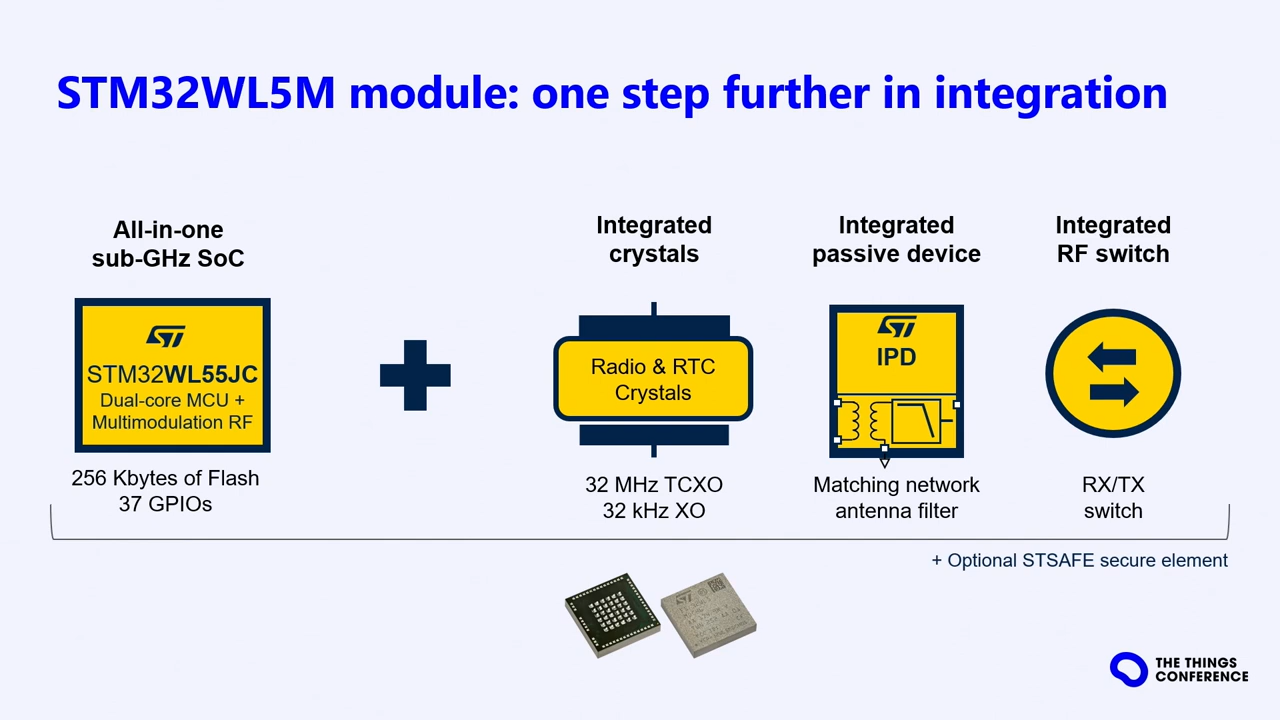 STM32WL5M module: one step further in integration
All-in-one
sub-GHz SoC
STM32WL55JC
Dual-core MCU +
Multimodulation RF
256 Kbytes of Flash
37 GPIOs
Integrated
crystals
Radio & RTC
Crystals
32 MHz TCXO
32 kHz XO
Integrated
passive device
IPD
Matching network
antenna filter
Integrated
RF switch
RX/TX
switch
+ Optional STSAFE secure element
THE THINGS
CONFERENCE